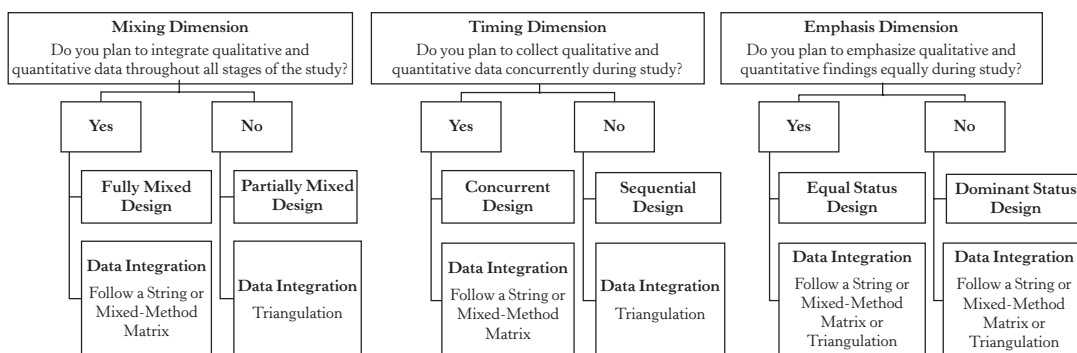 Mixing Dimension
Do you plan to integrate qualitative and
quantitative data throughout all stages of the study?
Yes
No
Fully Mixed
Design
Partially Mixed
Design
Data Integration
Follow a String or
Mixed-Method
Matrix
Data Integration
Triangulation
Timing Dimension
Do you plan to collect qualitative and
quantitative data concurrently during study?
Yes
No
Concurrent
Design
Sequential
Design
Data Integration
Follow a String or
Mixed-Method
Matrix
Data Integration
Triangulation
Emphasis Dimension
Do you plan to emphasize qualitative and
quantitative findings equally during study?
Yes
No
Equal Status
Design
Dominant Status
Design
Data Integration
Follow a String or
Mixed-Method
Matrix or
Triangulation
Data Integration
Follow a String or
Mixed-Method
Matrix or
Triangulation